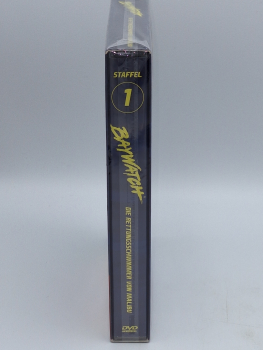 STAFFEL
1
BAYWATCH
DIE RETTUNGSSCHWIMMER VON MALIBU
DVD